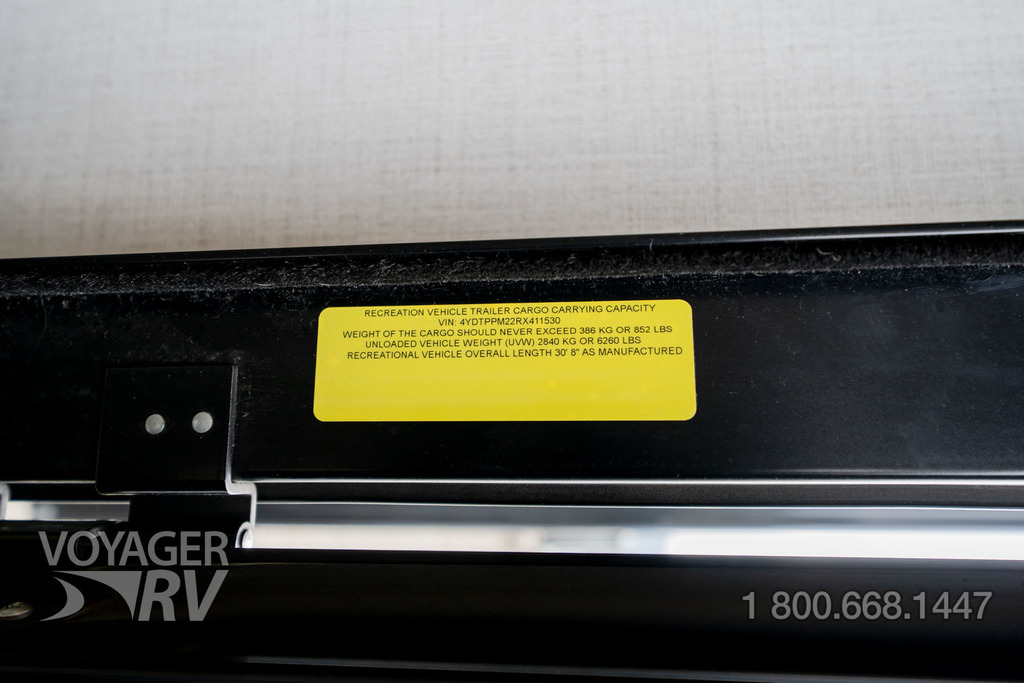 RECREATION VEHICLE TRAILER CARGO CARRYING CAPACITY
VIN: 4YDTPPM22RX411530
WEIGHT OF THE CARGO SHOULD NEVER EXCEED 386 KG OR 852 LBS
UNLOADED VEHICLE WEIGHT (UVW) 2840 KG OR 6260 LBS
RECREATIONAL VEHICLE OVERALL LENGTH 30' 8" AS MANUFACTURED
VOYAGER
RV
1 800.668.1447